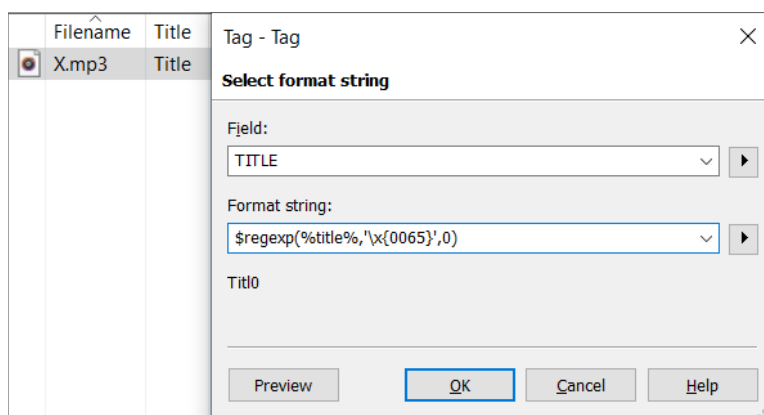 Filename Title
X.mp3 Title
Tag - Tag
Select format string
Field:
TITLE
Format string:
$regexp(%title%,'\x{0065}',0)
Titl0
Preview OK Cancel Help